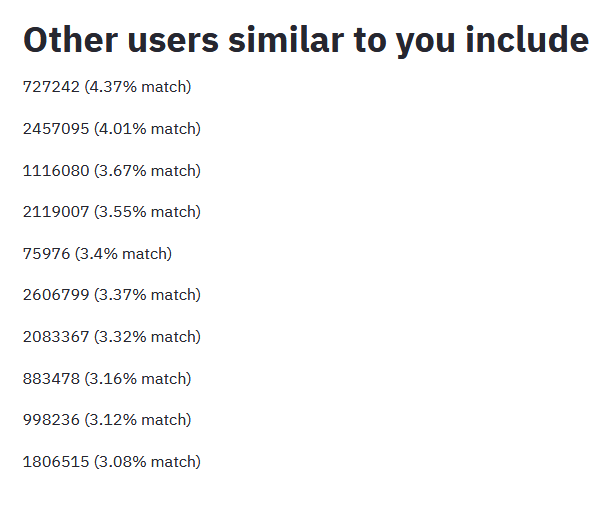 Other users similar to you include
727242 (4.37% match)
2457095 (4.01% match)
1116080 (3.67% match)
2119007 (3.55% match)
75976 (3.4% match)
2606799 (3.37% match)
2083367 (3.32% match)
883478 (3.16% match)
998236 (3.12% match)
1806515 (3.08% match)